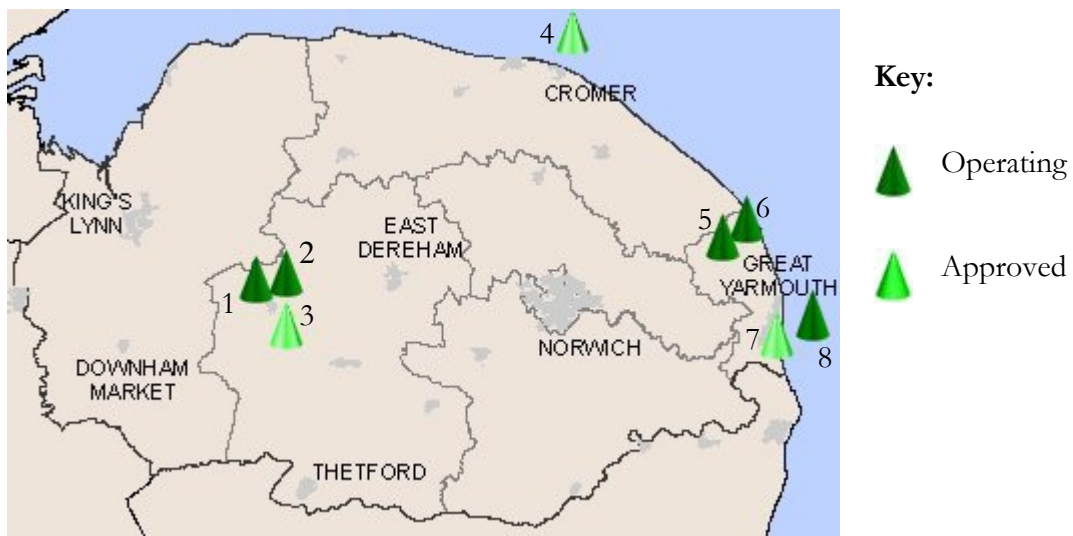 4
CROMER
KING'S
LYNN
EAST
DEREHAM
5
6
GREAT
YARMOUTH
2
1
3
7
8
NORWICH
DOWNHAM
MARKET
THETFORD
Key:
Operating
Approved